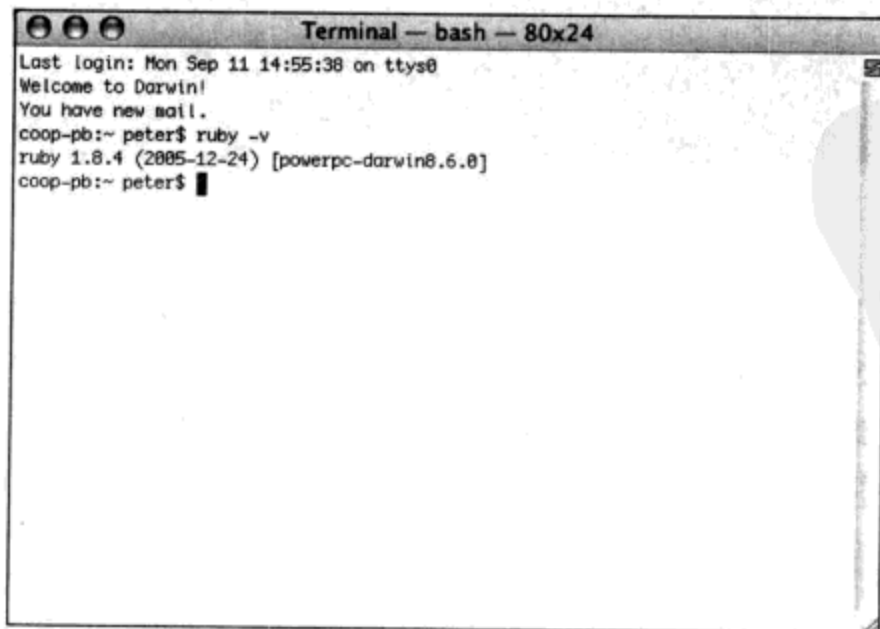 Terminal — bash — 80x24
Last login: Mon Sep 11 14:55:38 on ttys0
Welcome to Darwin!
You have new mail.
coop-pb:~ peter$ ruby -v
ruby 1.8.4 (2005-12-24) [powerpc-darwin8.6.0]
coop-pb:~ peter$